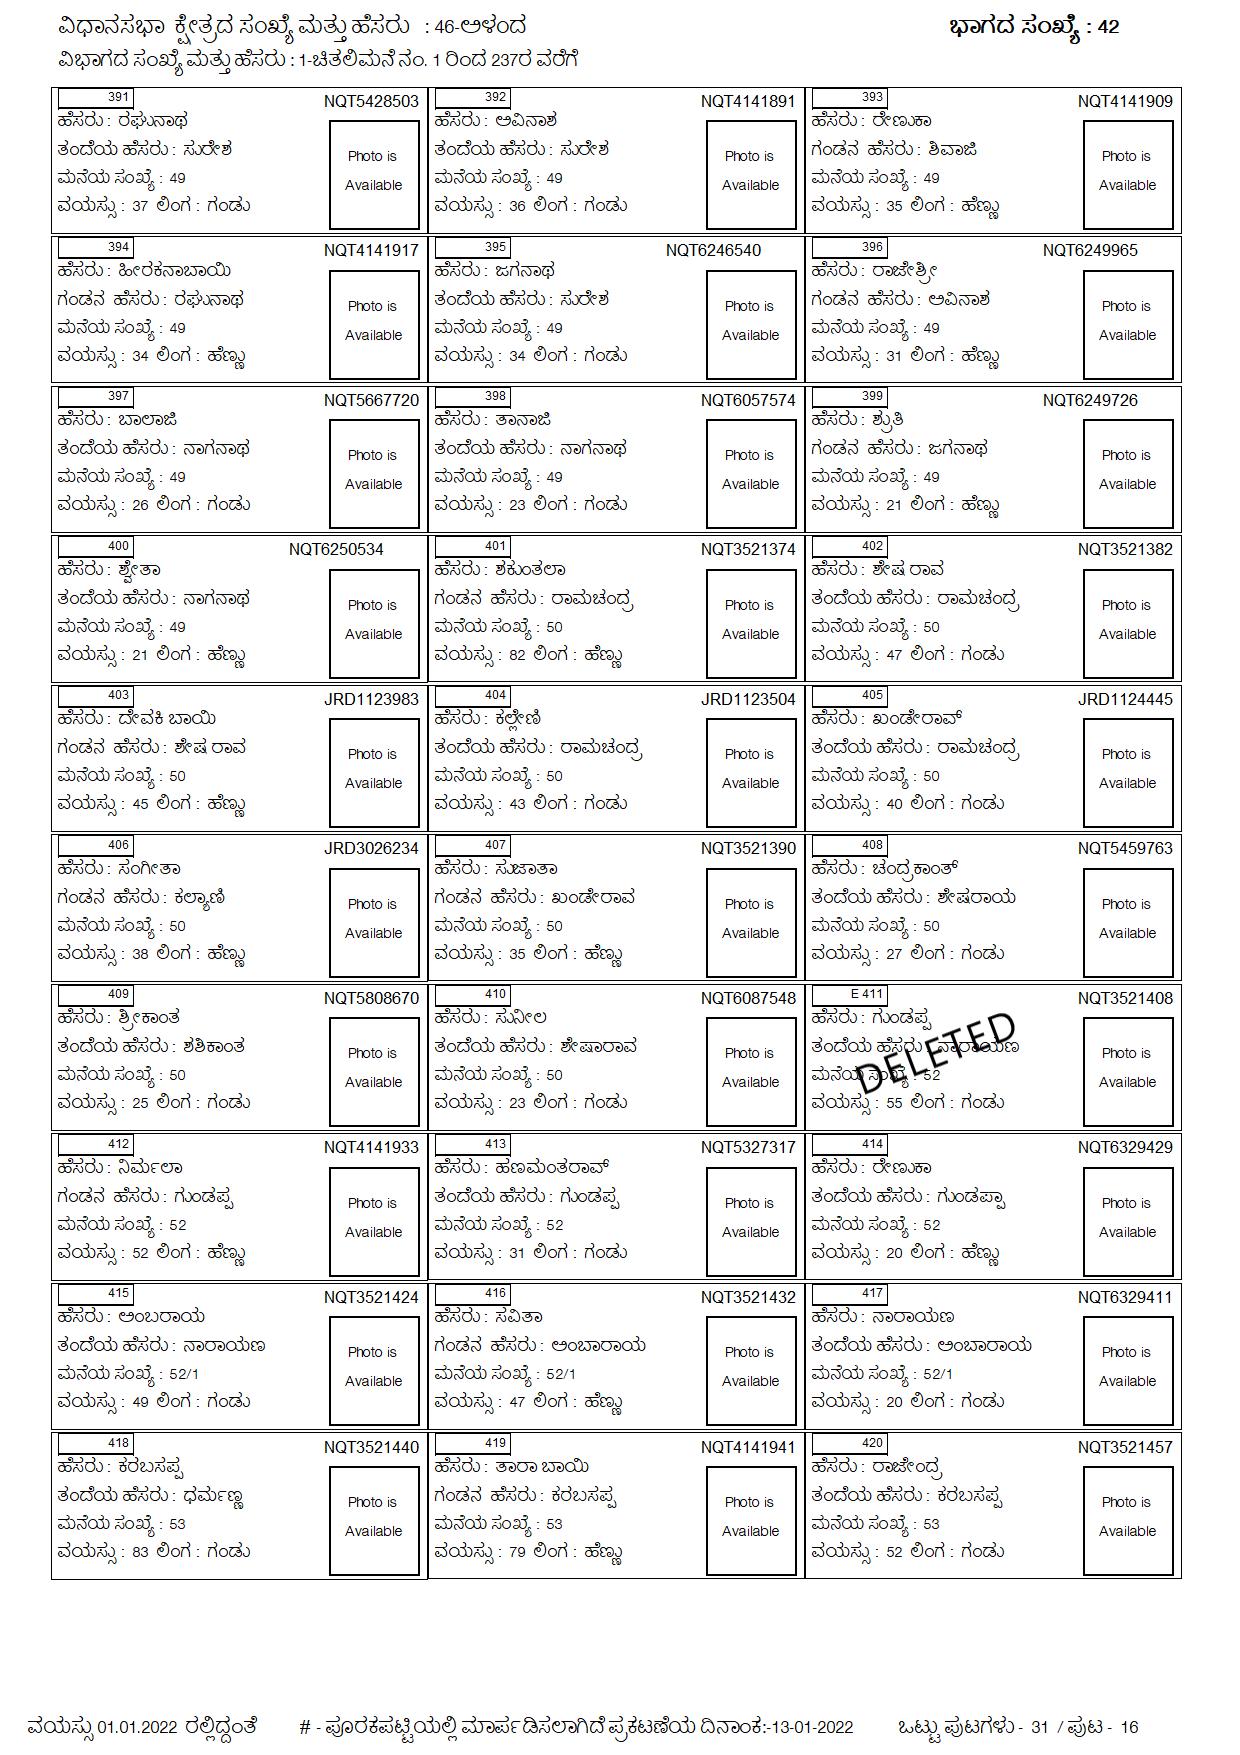 ವಿಧಾನಸಭಾ ಕ್ಷೇತ್ರದ ಸಂಖ್ಯೆ ಮತ್ತು ಹೆಸರು : 46-ಅಳಂದ ಭಾಗದ ಸಂಖ್ಯೆ : 42
ವಿಭಾಗದ ಸಂಖ್ಯೆ ಮತ್ತು ಹೆಸರು : 1-ಚಿತಲಿಮನೆ ನಂ. 1 ರಿಂದ 237ರ ವರೆಗೆ
391 NQT5428503
ಹೆಸರು : ರಘುನಾಥ
ತಂದೆಯ ಹೆಸರು : ಸುರೇಶ
ಮನೆಯ ಸಂಖ್ಯೆ : 49
ವಯಸ್ಸು : 37 ಲಿಂಗ : ಗಂಡು
Photo is
Available
392 NQT4141891
ಹೆಸರು : ಅವಿನಾಶ
ತಂದೆಯ ಹೆಸರು : ಸುರೇಶ
ಮನೆಯ ಸಂಖ್ಯೆ : 49
ವಯಸ್ಸು : 36 ಲಿಂಗ : ಗಂಡು
Photo is
Available
393 NQT4141909
ಹೆಸರು : ರೇಣುಕಾ
ಗಂಡನ ಹೆಸರು : ಶಿವಾಜಿ
ಮನೆಯ ಸಂಖ್ಯೆ : 49
ವಯಸ್ಸು : 35 ಲಿಂಗ : ಹೆಣ್ಣು
Photo is
Available
394 NQT4141917
ಹೆಸರು : ಹೀರಕನಾಬಾಯಿ
ಗಂಡನ ಹೆಸರು : ರಘುನಾಥ
ಮನೆಯ ಸಂಖ್ಯೆ : 49
ವಯಸ್ಸು : 34 ಲಿಂಗ : ಹೆಣ್ಣು
Photo is
Available
395 NQT6246540
ಹೆಸರು : ಜಗನಾಥ
ತಂದೆಯ ಹೆಸರು : ಸುರೇಶ
ಮನೆಯ ಸಂಖ್ಯೆ : 49
ವಯಸ್ಸು : 34 ಲಿಂಗ : ಗಂಡು
Photo is
Available
396 NQT6249965
ಹೆಸರು : ರಾಜೇಶ್ರೀ
ಗಂಡನ ಹೆಸರು : ಅವಿನಾಶ
ಮನೆಯ ಸಂಖ್ಯೆ : 49
ವಯಸ್ಸು : 31 ಲಿಂಗ : ಹೆಣ್ಣು
Photo is
Available
397 NQT5667720
ಹೆಸರು : ಬಾಲಾಜಿ
ತಂದೆಯ ಹೆಸರು : ನಾಗನಾಥ
ಮನೆಯ ಸಂಖ್ಯೆ : 49
ವಯಸ್ಸು : 26 ಲಿಂಗ : ಗಂಡು
Photo is
Available
398 NQT6057574
ಹೆಸರು : ತಾನಾಜಿ
ತಂದೆಯ ಹೆಸರು : ನಾಗನಾಥ
ಮನೆಯ ಸಂಖ್ಯೆ : 49
ವಯಸ್ಸು : 23 ಲಿಂಗ : ಗಂಡು
Photo is
Available
399 NQT6249726
ಹೆಸರು : ಶ್ರುತಿ
ಗಂಡನ ಹೆಸರು : ಜಗನಾಥ
ಮನೆಯ ಸಂಖ್ಯೆ : 49
ವಯಸ್ಸು : 21 ಲಿಂಗ : ಹೆಣ್ಣು
Photo is
Available
400 NQT6250534
ಹೆಸರು : ಶ್ವೇತಾ
ತಂದೆಯ ಹೆಸರು : ನಾಗನಾಥ
ಮನೆಯ ಸಂಖ್ಯೆ : 49
ವಯಸ್ಸು : 21 ಲಿಂಗ : ಹೆಣ್ಣು
Photo is
Available
401 NQT3521374
ಹೆಸರು : ಶಕುಂತಲಾ
ಗಂಡನ ಹೆಸರು : ರಾಮಚಂದ್ರ
ಮನೆಯ ಸಂಖ್ಯೆ : 50
ವಯಸ್ಸು : 82 ಲಿಂಗ : ಹೆಣ್ಣು
Photo is
Available
402 NQT3521382
ಹೆಸರು : ಶೇಷ ರಾವ
ತಂದೆಯ ಹೆಸರು : ರಾಮಚಂದ್ರ
ಮನೆಯ ಸಂಖ್ಯೆ : 50
ವಯಸ್ಸು : 47 ಲಿಂಗ : ಗಂಡು
Photo is
Available
403 JRD1123983
ಹೆಸರು : ದೇವಕಿ ಬಾಯಿ
ಗಂಡನ ಹೆಸರು : ಶೇಷ ರಾವ
ಮನೆಯ ಸಂಖ್ಯೆ : 50
ವಯಸ್ಸು : 45 ಲಿಂಗ : ಹೆಣ್ಣು
Photo is
Available
404 JRD1123504
ಹೆಸರು : ಕಲ್ಲೇಣಿ
ತಂದೆಯ ಹೆಸರು : ರಾಮಚಂದ್ರ
ಮನೆಯ ಸಂಖ್ಯೆ : 50
ವಯಸ್ಸು : 43 ಲಿಂಗ : ಗಂಡು
Photo is
Available
405 JRD1124445
ಹೆಸರು : ಖಂಡೇರಾವ್
ತಂದೆಯ ಹೆಸರು : ರಾಮಚಂದ್ರ
ಮನೆಯ ಸಂಖ್ಯೆ : 50
ವಯಸ್ಸು : 40 ಲಿಂಗ : ಗಂಡು
Photo is
Available
406 JRD3026234
ಹೆಸರು : ಸಂಗೀತಾ
ಗಂಡನ ಹೆಸರು : ಕಲ್ಯಾಣಿ
ಮನೆಯ ಸಂಖ್ಯೆ : 50
ವಯಸ್ಸು : 38 ಲಿಂಗ : ಹೆಣ್ಣು
Photo is
Available
407 NQT3521390
ಹೆಸರು : ಸುಜಾತಾ
ಗಂಡನ ಹೆಸರು : ಖಂಡೇರಾವ
ಮನೆಯ ಸಂಖ್ಯೆ : 50
ವಯಸ್ಸು : 35 ಲಿಂಗ : ಹೆಣ್ಣು
Photo is
Available
408 NQT5459763
ಹೆಸರು : ಚಂದ್ರಕಾಂತ್
ತಂದೆಯ ಹೆಸರು : ಶೇಷರಾಯ
ಮನೆಯ ಸಂಖ್ಯೆ : 50
ವಯಸ್ಸು : 27 ಲಿಂಗ : ಗಂಡು
Photo is
Available
409 NQT5808670
ಹೆಸರು : ಶ್ರೀಕಾಂತ
ತಂದೆಯ ಹೆಸರು : ಶಶಿಕಾಂತ
ಮನೆಯ ಸಂಖ್ಯೆ : 50
ವಯಸ್ಸು : 25 ಲಿಂಗ : ಗಂಡು
Photo is
Available
410 NQT6087548
ಹೆಸರು : ಸುನೀಲ
ತಂದೆಯ ಹೆಸರು : ಶೇಷಾರಾವ
ಮನೆಯ ಸಂಖ್ಯೆ : 50
ವಯಸ್ಸು : 23 ಲಿಂಗ : ಗಂಡು
Photo is
Available
E 411 NQT3521408
ಹೆಸರು : ಗುಂಡಪ್ಪ
ತಂದೆಯ ಹೆಸರು : ನಾರಾಯಣ
ಮನೆಯ ಸಂಖ್ಯೆ : 52
ವಯಸ್ಸು : 55 ಲಿಂಗ : ಗಂಡು
DELETED
Photo is
Available
412 NQT4141933
ಹೆಸರು : ನಿರ್ಮಲಾ
ಗಂಡನ ಹೆಸರು : ಗುಂಡಪ್ಪ
ಮನೆಯ ಸಂಖ್ಯೆ : 52
ವಯಸ್ಸು : 52 ಲಿಂಗ : ಹೆಣ್ಣು
Photo is
Available
413 NQT5327317
ಹೆಸರು : ಹಣಮಂತರಾವ್
ತಂದೆಯ ಹೆಸರು : ಗುಂಡಪ್ಪ
ಮನೆಯ ಸಂಖ್ಯೆ : 52
ವಯಸ್ಸು : 31 ಲಿಂಗ : ಗಂಡು
Photo is
Available
414 NQT6329429
ಹೆಸರು : ರೇಣುಕಾ
ತಂದೆಯ ಹೆಸರು : ಗುಂಡಪ್ಪಾ
ಮನೆಯ ಸಂಖ್ಯೆ : 52
ವಯಸ್ಸು : 20 ಲಿಂಗ : ಹೆಣ್ಣು
Photo is
Available
415 NQT3521424
ಹೆಸರು : ಅಂಬರಾಯ
ತಂದೆಯ ಹೆಸರು : ನಾರಾಯಣ
ಮನೆಯ ಸಂಖ್ಯೆ : 52/1
ವಯಸ್ಸು : 49 ಲಿಂಗ : ಗಂಡು
Photo is
Available
416 NQT3521432
ಹೆಸರು : ಸವಿತಾ
ಗಂಡನ ಹೆಸರು : ಅಂಬಾರಾಯ
ಮನೆಯ ಸಂಖ್ಯೆ : 52/1
ವಯಸ್ಸು : 47 ಲಿಂಗ : ಹೆಣ್ಣು
Photo is
Available
417 NQT6329411
ಹೆಸರು : ನಾರಾಯಣ
ತಂದೆಯ ಹೆಸರು : ಅಂಬಾರಾಯ
ಮನೆಯ ಸಂಖ್ಯೆ : 52/1
ವಯಸ್ಸು : 20 ಲಿಂಗ : ಗಂಡು
Photo is
Available
418 NQT3521440
ಹೆಸರು : ಕರಬಸಪ್ಪ
ತಂದೆಯ ಹೆಸರು : ಧರ್ಮಣ್ಣ
ಮನೆಯ ಸಂಖ್ಯೆ : 53
ವಯಸ್ಸು : 83 ಲಿಂಗ : ಗಂಡು
Photo is
Available
419 NQT4141941
ಹೆಸರು : ತಾರಾ ಬಾಯಿ
ಗಂಡನ ಹೆಸರು : ಕರಬಸಪ್ಪ
ಮನೆಯ ಸಂಖ್ಯೆ : 53
ವಯಸ್ಸು : 79 ಲಿಂಗ : ಹೆಣ್ಣು
Photo is
Available
420 NQT3521457
ಹೆಸರು : ರಾಜೇಂದ್ರ
ತಂದೆಯ ಹೆಸರು : ಕರಬಸಪ್ಪ
ಮನೆಯ ಸಂಖ್ಯೆ : 53
ವಯಸ್ಸು : 52 ಲಿಂಗ : ಗಂಡು
Photo is
Available
ವಯಸ್ಸು 01.01.2022 ರಲ್ಲಿದ್ದಂತೆ # - ಪೂರಕಪಟ್ಟಿಯಲ್ಲಿ ಮಾರ್ಪಡಿಸಲಾಗಿದೆ ಪ್ರಕಟಣೆಯ ದಿನಾಂಕ:-13-01-2022 ಒಟ್ಟು ಪುಟಗಳು - 31 / ಪುಟ - 16